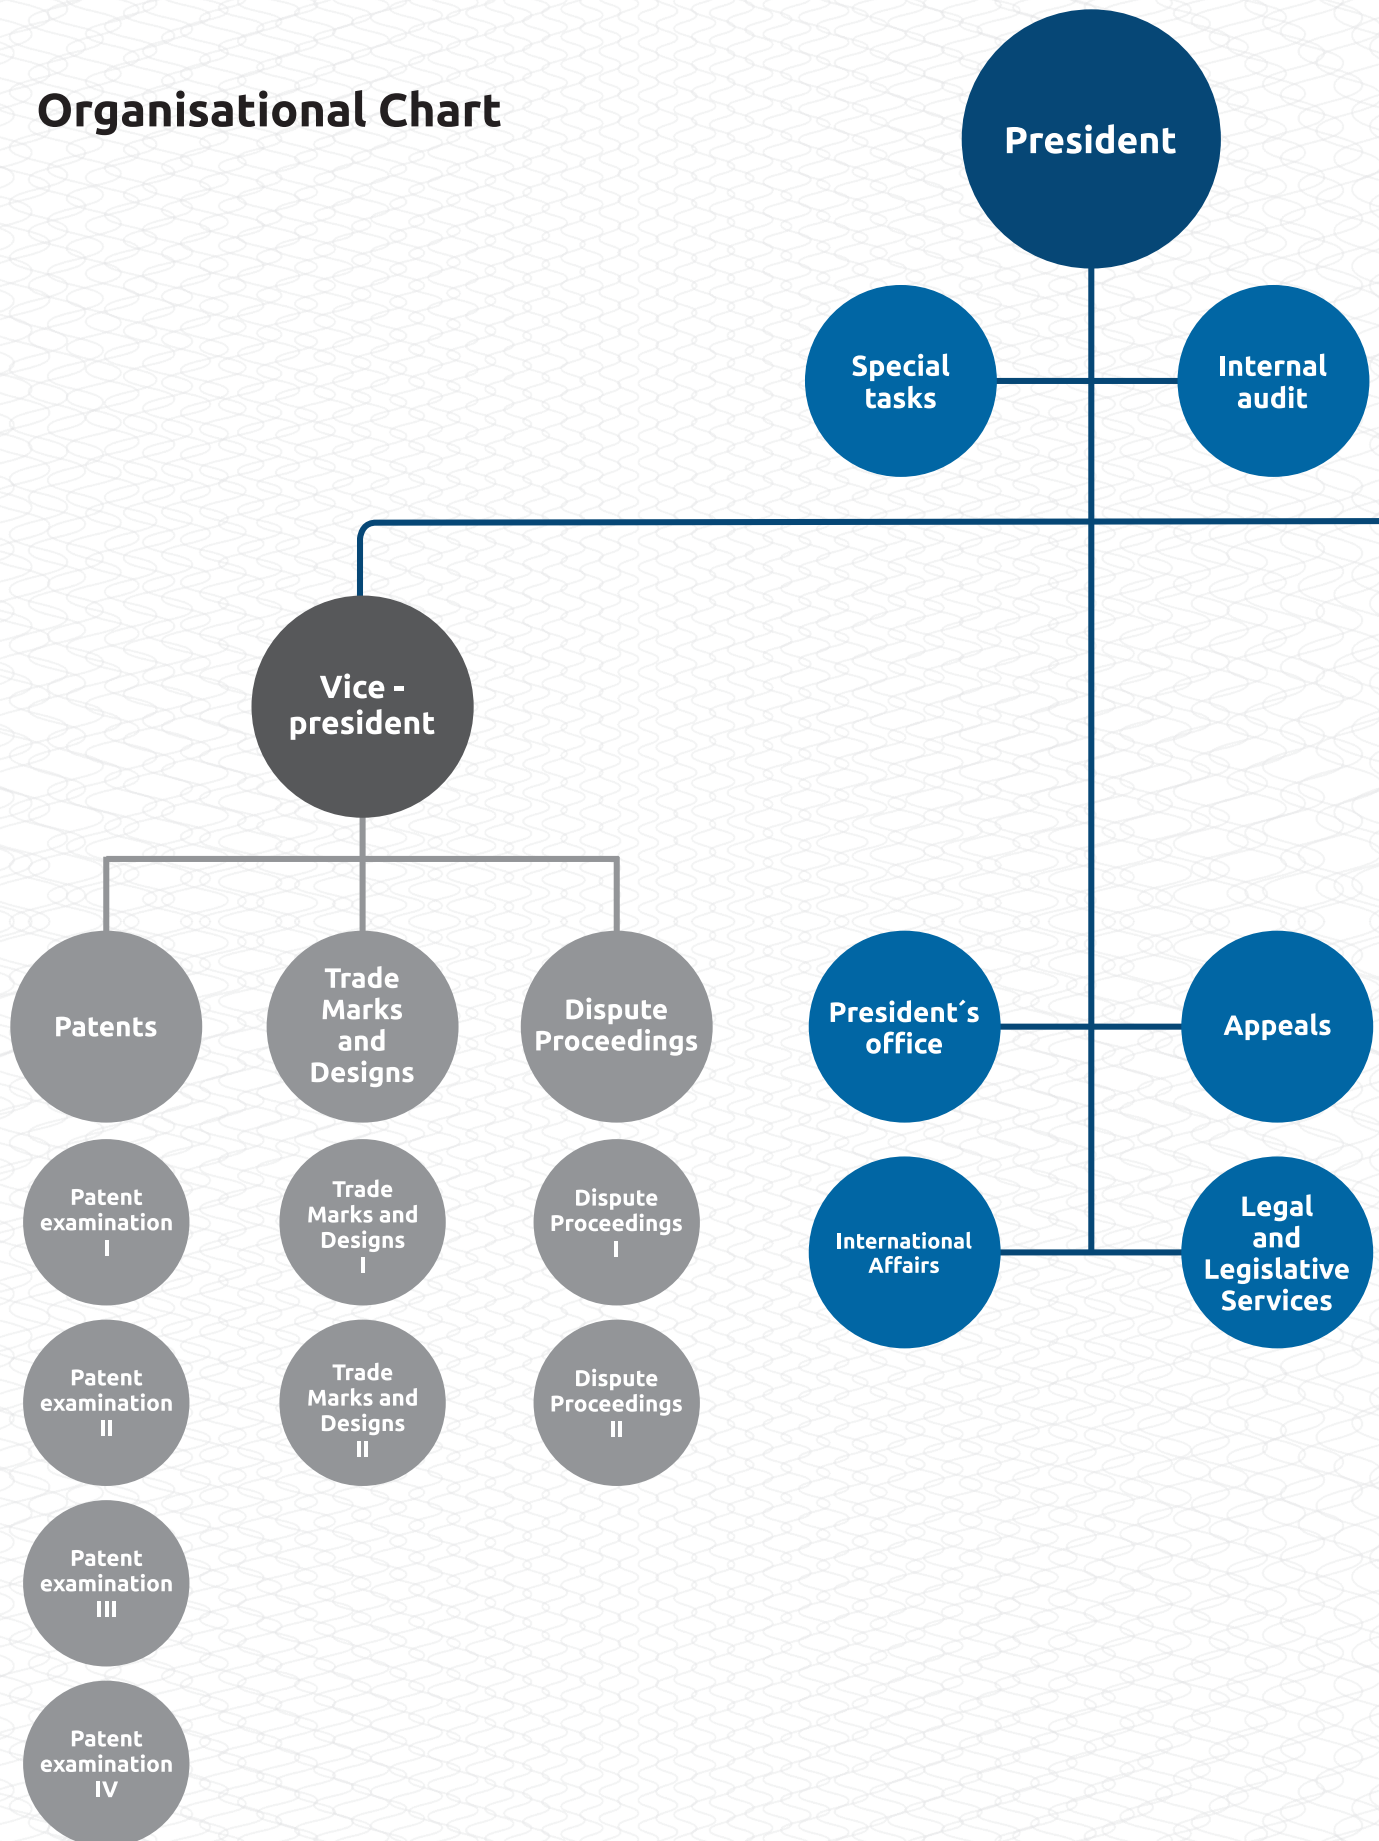 Organisational Chart
President
Special
tasks
Internal
audit
Vice -
president
Patents
Trade
Marks
and
Designs
Dispute
Proceedings
President´s
office
Appeals
Patent
examination
I
Trade
Marks and
Designs
I
Dispute
Proceedings
I
International
Affairs
Legal
and
Legislative
Services
Patent
examination
II
Trade
Marks and
Designs
II
Dispute
Proceedings
II
Patent
examination
III
Patent
examination
IV